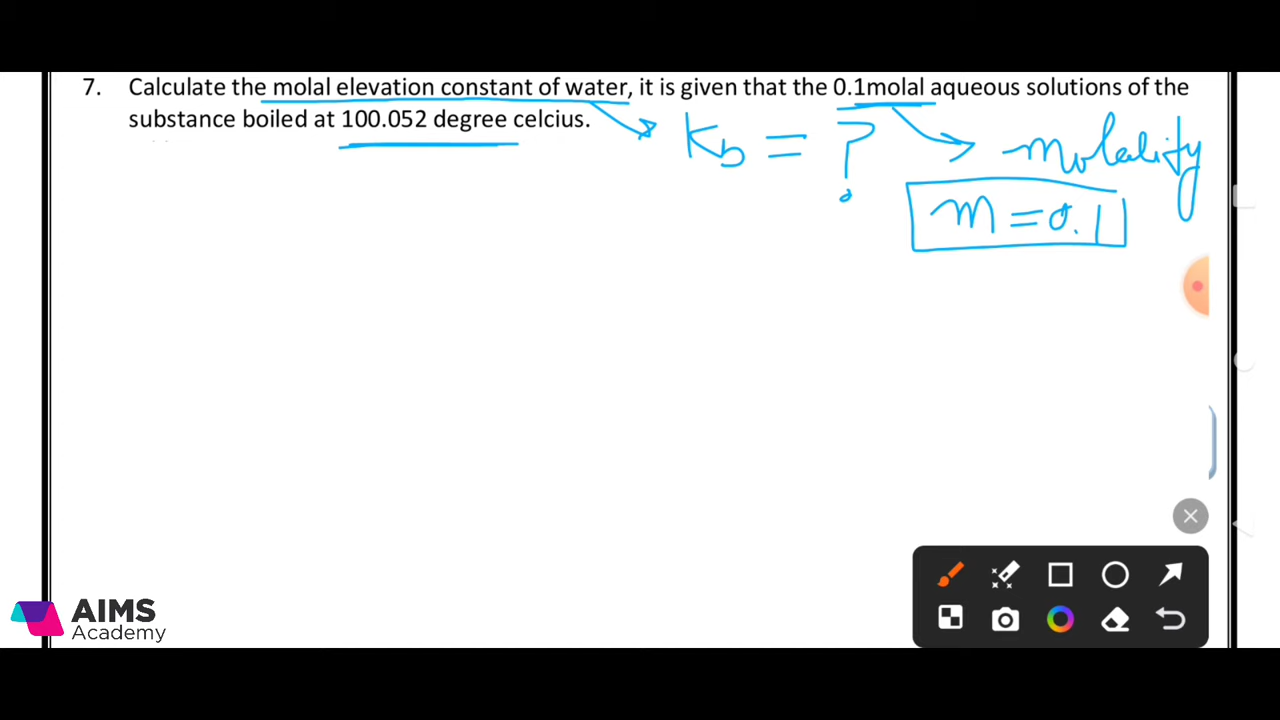 7. Calculate the molal elevation constant of water, it is given that the 0.1molal aqueous solutions of the
substance boiled at 100.052 degree celcius.
Kb = ?
molality
m = 0.1
AIMS
Academy